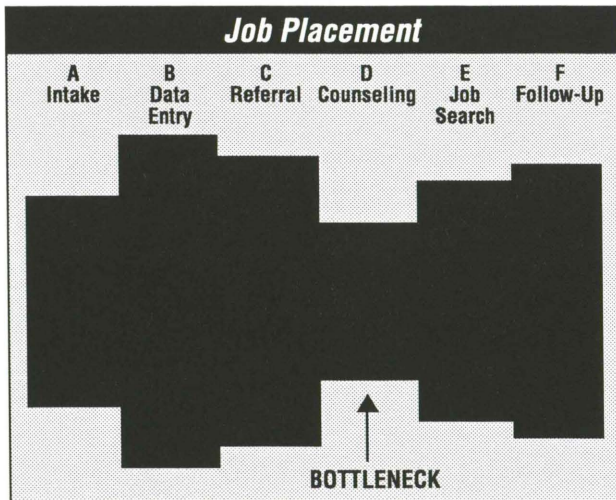 Job Placement
A B C D E F
Intake Data Referral Counseling Job Follow-Up
Entry Search
BOTTLENECK